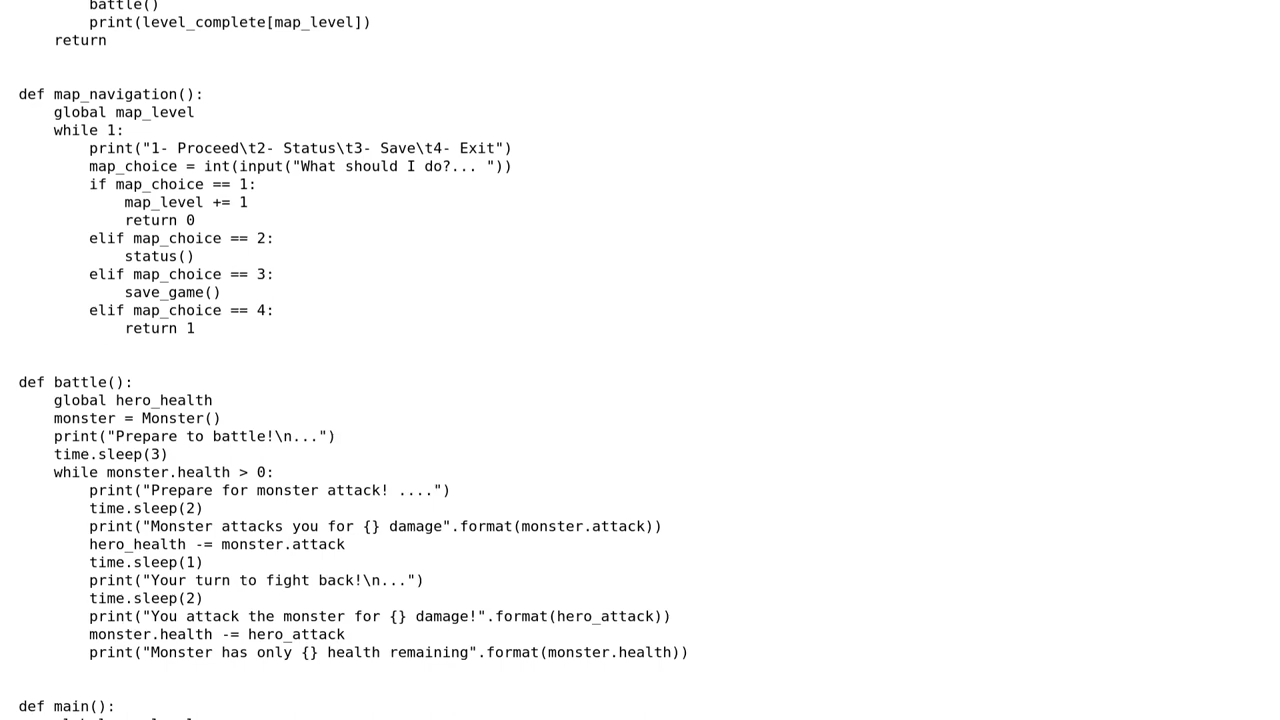 battle()
        print(level_complete[map_level])
    return


def map_navigation():
    global map_level
    while 1:
        print("1- Proceed\t2- Status\t3- Save\t4- Exit")
        map_choice = int(input("What should I do?... "))
        if map_choice == 1:
            map_level += 1
            return 0
        elif map_choice == 2:
            status()
        elif map_choice == 3:
            save_game()
        elif map_choice == 4:
            return 1


def battle():
    global hero_health
    monster = Monster()
    print("Prepare to battle!\n...")
    time.sleep(3)
    while monster.health > 0:
        print("Prepare for monster attack! ....")
        time.sleep(2)
        print("Monster attacks you for {} damage".format(monster.attack))
        hero_health -= monster.attack
        time.sleep(1)
        print("Your turn to fight back!\n...")
        time.sleep(2)
        print("You attack the monster for {} damage!".format(hero_attack))
        monster.health -= hero_attack
        print("Monster has only {} health remaining".format(monster.health))


def main():